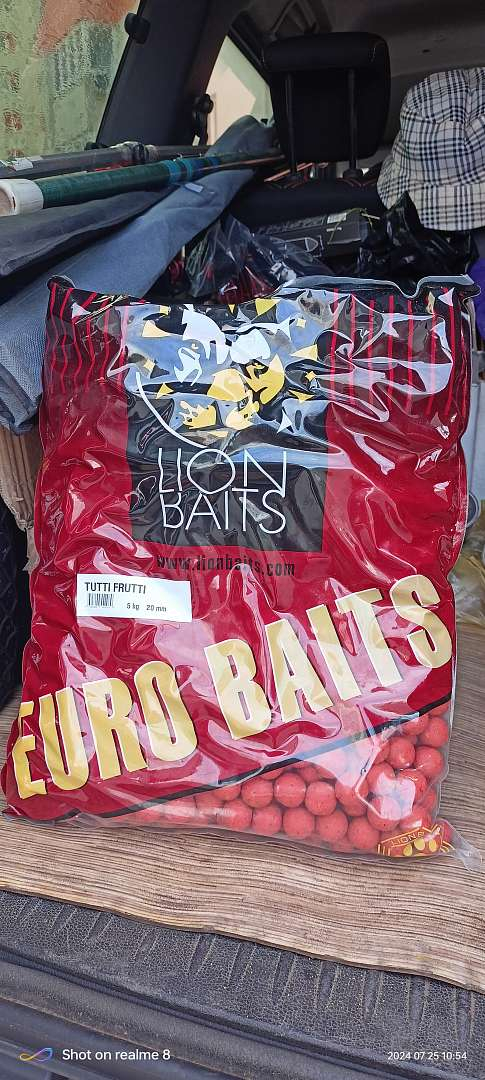 LION
BAITS
www.lionbaits.com
TUTTI FRUTTI
5 kg 20 mm
EURO BAITS
LION B
Shot on realme 8
2024 07 25 10:54